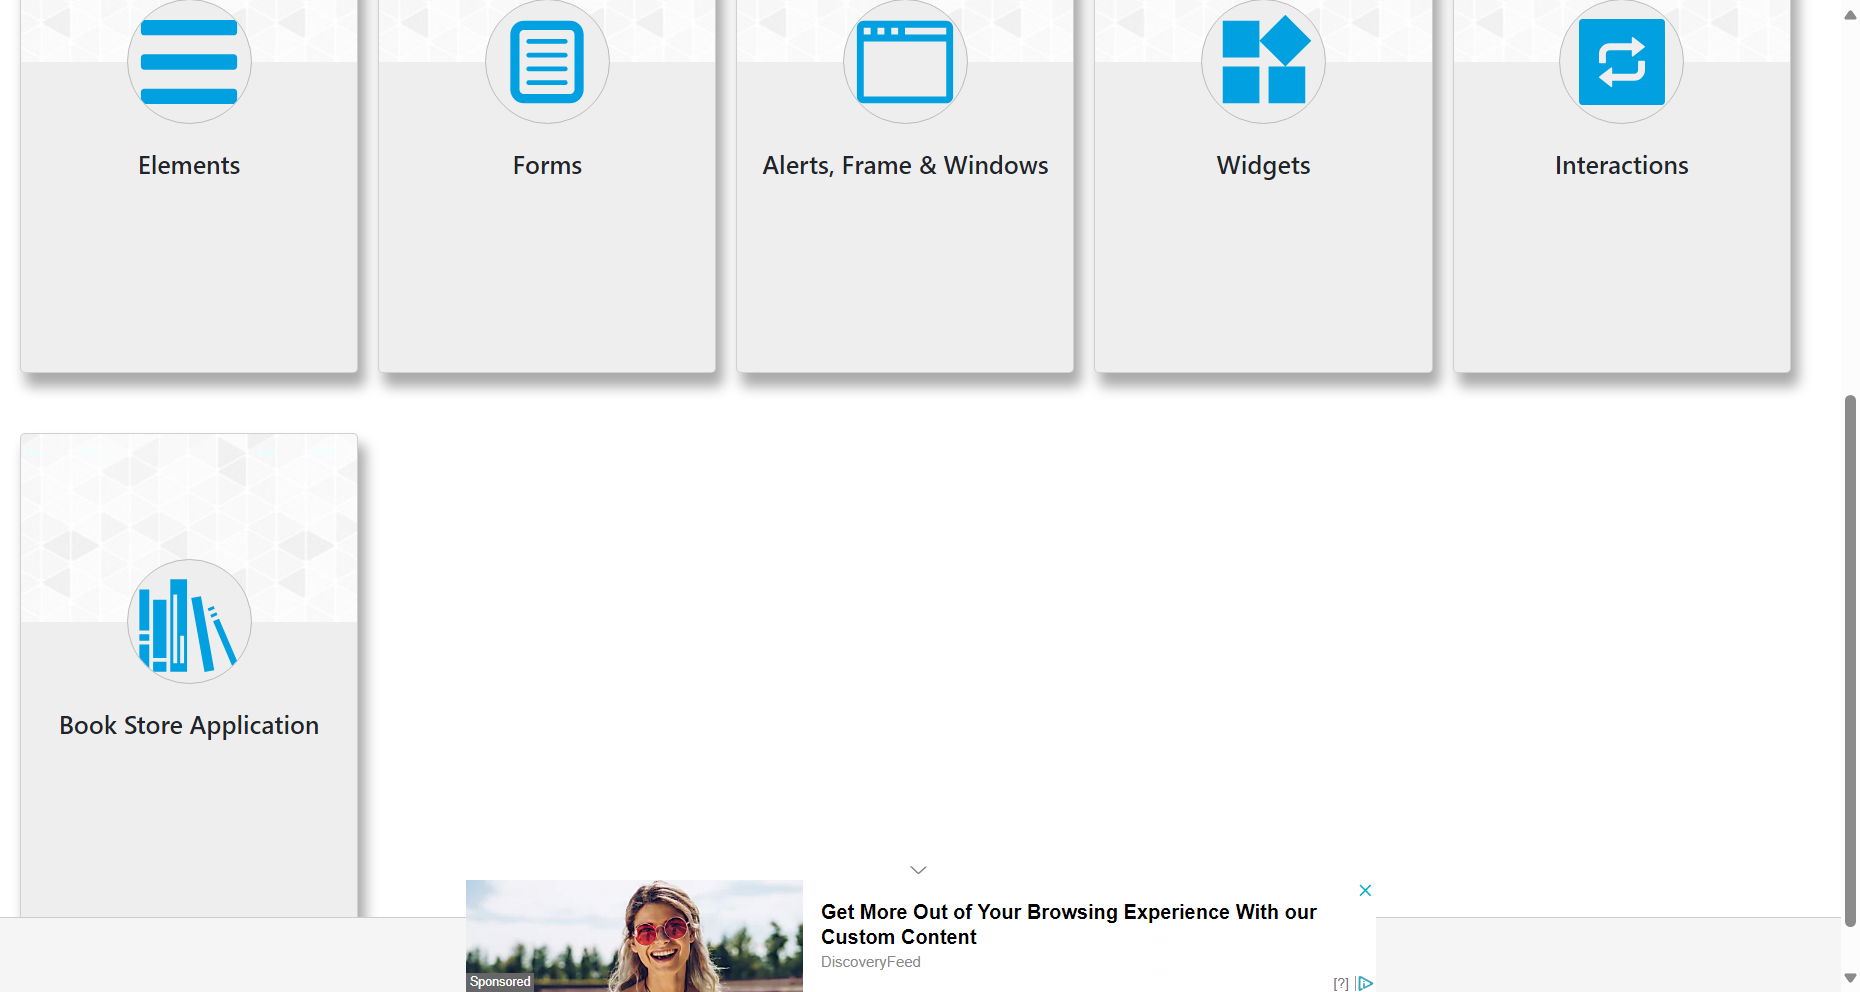 Elements
Forms
Alerts, Frame & Windows
Widgets
Interactions
Book Store Application
Get More Out of Your Browsing Experience With our
Custom Content
DiscoveryFeed
Sponsored
[?]